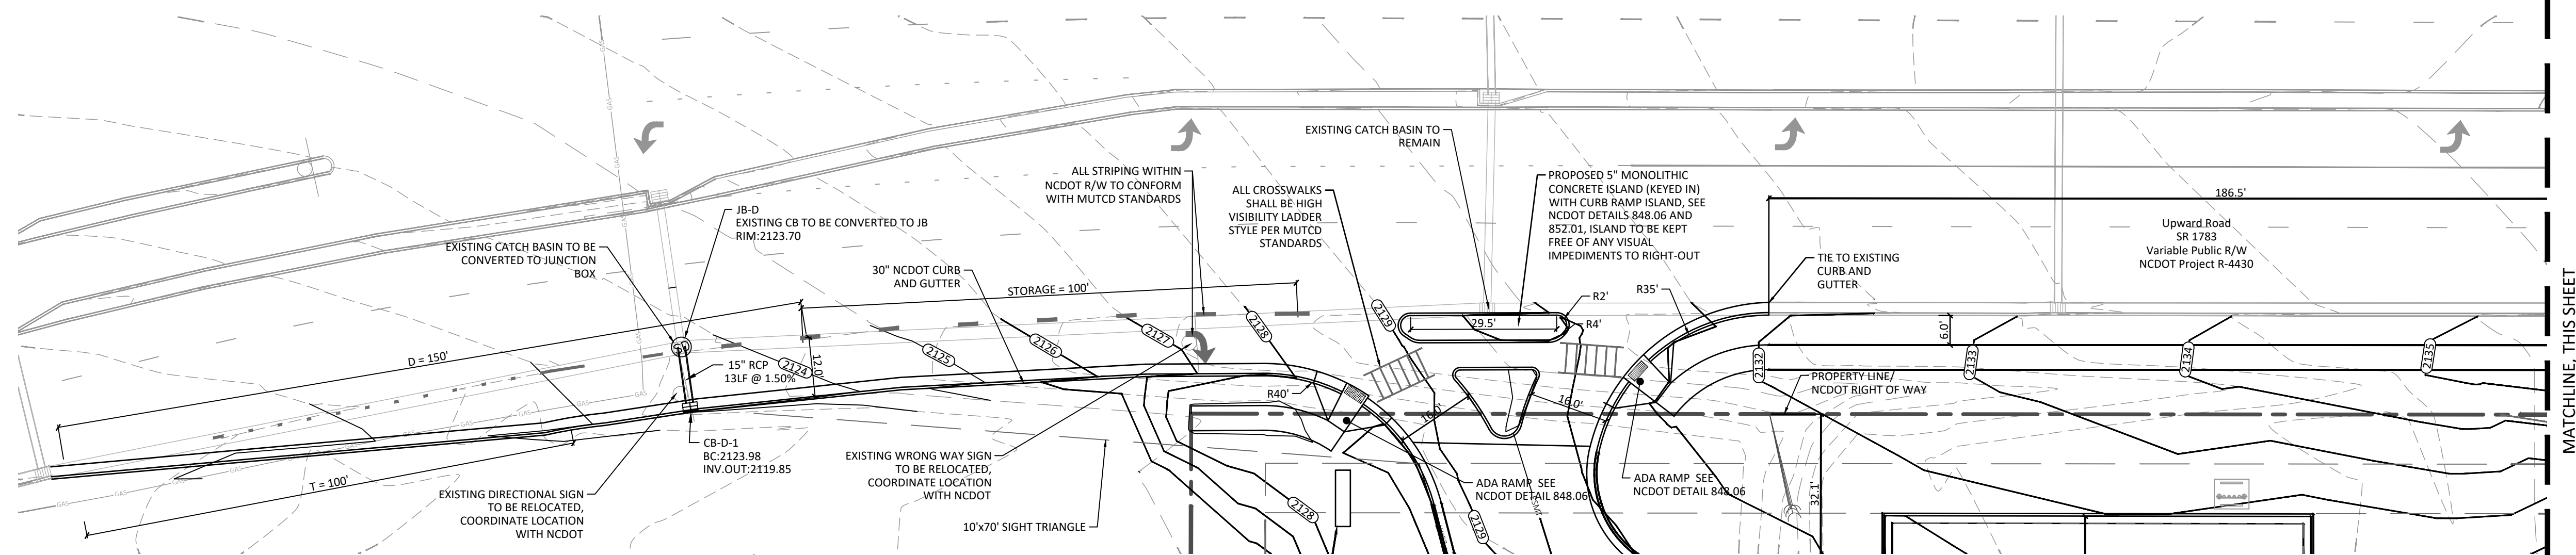 GAS
GAS
EXISTING CATCH BASIN TO
REMAIN
ALL STRIPING WITHIN
NCDOT R/W TO CONFORM
WITH MUTCD STANDARDS
ALL CROSSWALKS
SHALL BE HIGH
VISIBILITY LADDER
STYLE PER MUTCD
STANDARDS
PROPOSED 5" MONOLITHIC
CONCRETE ISLAND (KEYED IN)
WITH CURB RAMP ISLAND, SEE
NCDOT DETAILS 848.06 AND
852.01, ISLAND TO BE KEPT
FREE OF ANY VISUAL
IMPEDIMENTS TO RIGHT-OUT
186.5'
Upward Road
SR 1783
Variable Public R/W
NCDOT Project R-4430
JB-D
EXISTING CB TO BE CONVERTED TO JB
RIM:2123.70
EXISTING CATCH BASIN TO BE
CONVERTED TO JUNCTION
BOX
30" NCDOT CURB
AND GUTTER
TIE TO EXISTING
CURB AND
GUTTER
STORAGE = 100'
R2'
R35'
R4'
29.5'
D = 150'
12.0'
6.0'
2124
2125
2126
2127
2128
2129
2132
2133
2134
2135
15" RCP
13LF @ 1.50%
GAS
GAS
GAS
GAS
GAS
GAS
GAS
PROPERTY LINE/
NCDOT RIGHT OF WAY
R40'
16.0'
16.0'
CB-D-1
BC:2123.98
INV.OUT:2119.85
T = 100'
EXISTING DIRECTIONAL SIGN
TO BE RELOCATED,
COORDINATE LOCATION
WITH NCDOT
EXISTING WRONG WAY SIGN
TO BE RELOCATED,
COORDINATE LOCATION
WITH NCDOT
10'x70' SIGHT TRIANGLE
ADA RAMP SEE
NCDOT DETAIL 848.06
ADA RAMP SEE
NCDOT DETAIL 848.06
32.1'
2128
2129
MATCHLINE, THIS SHEET